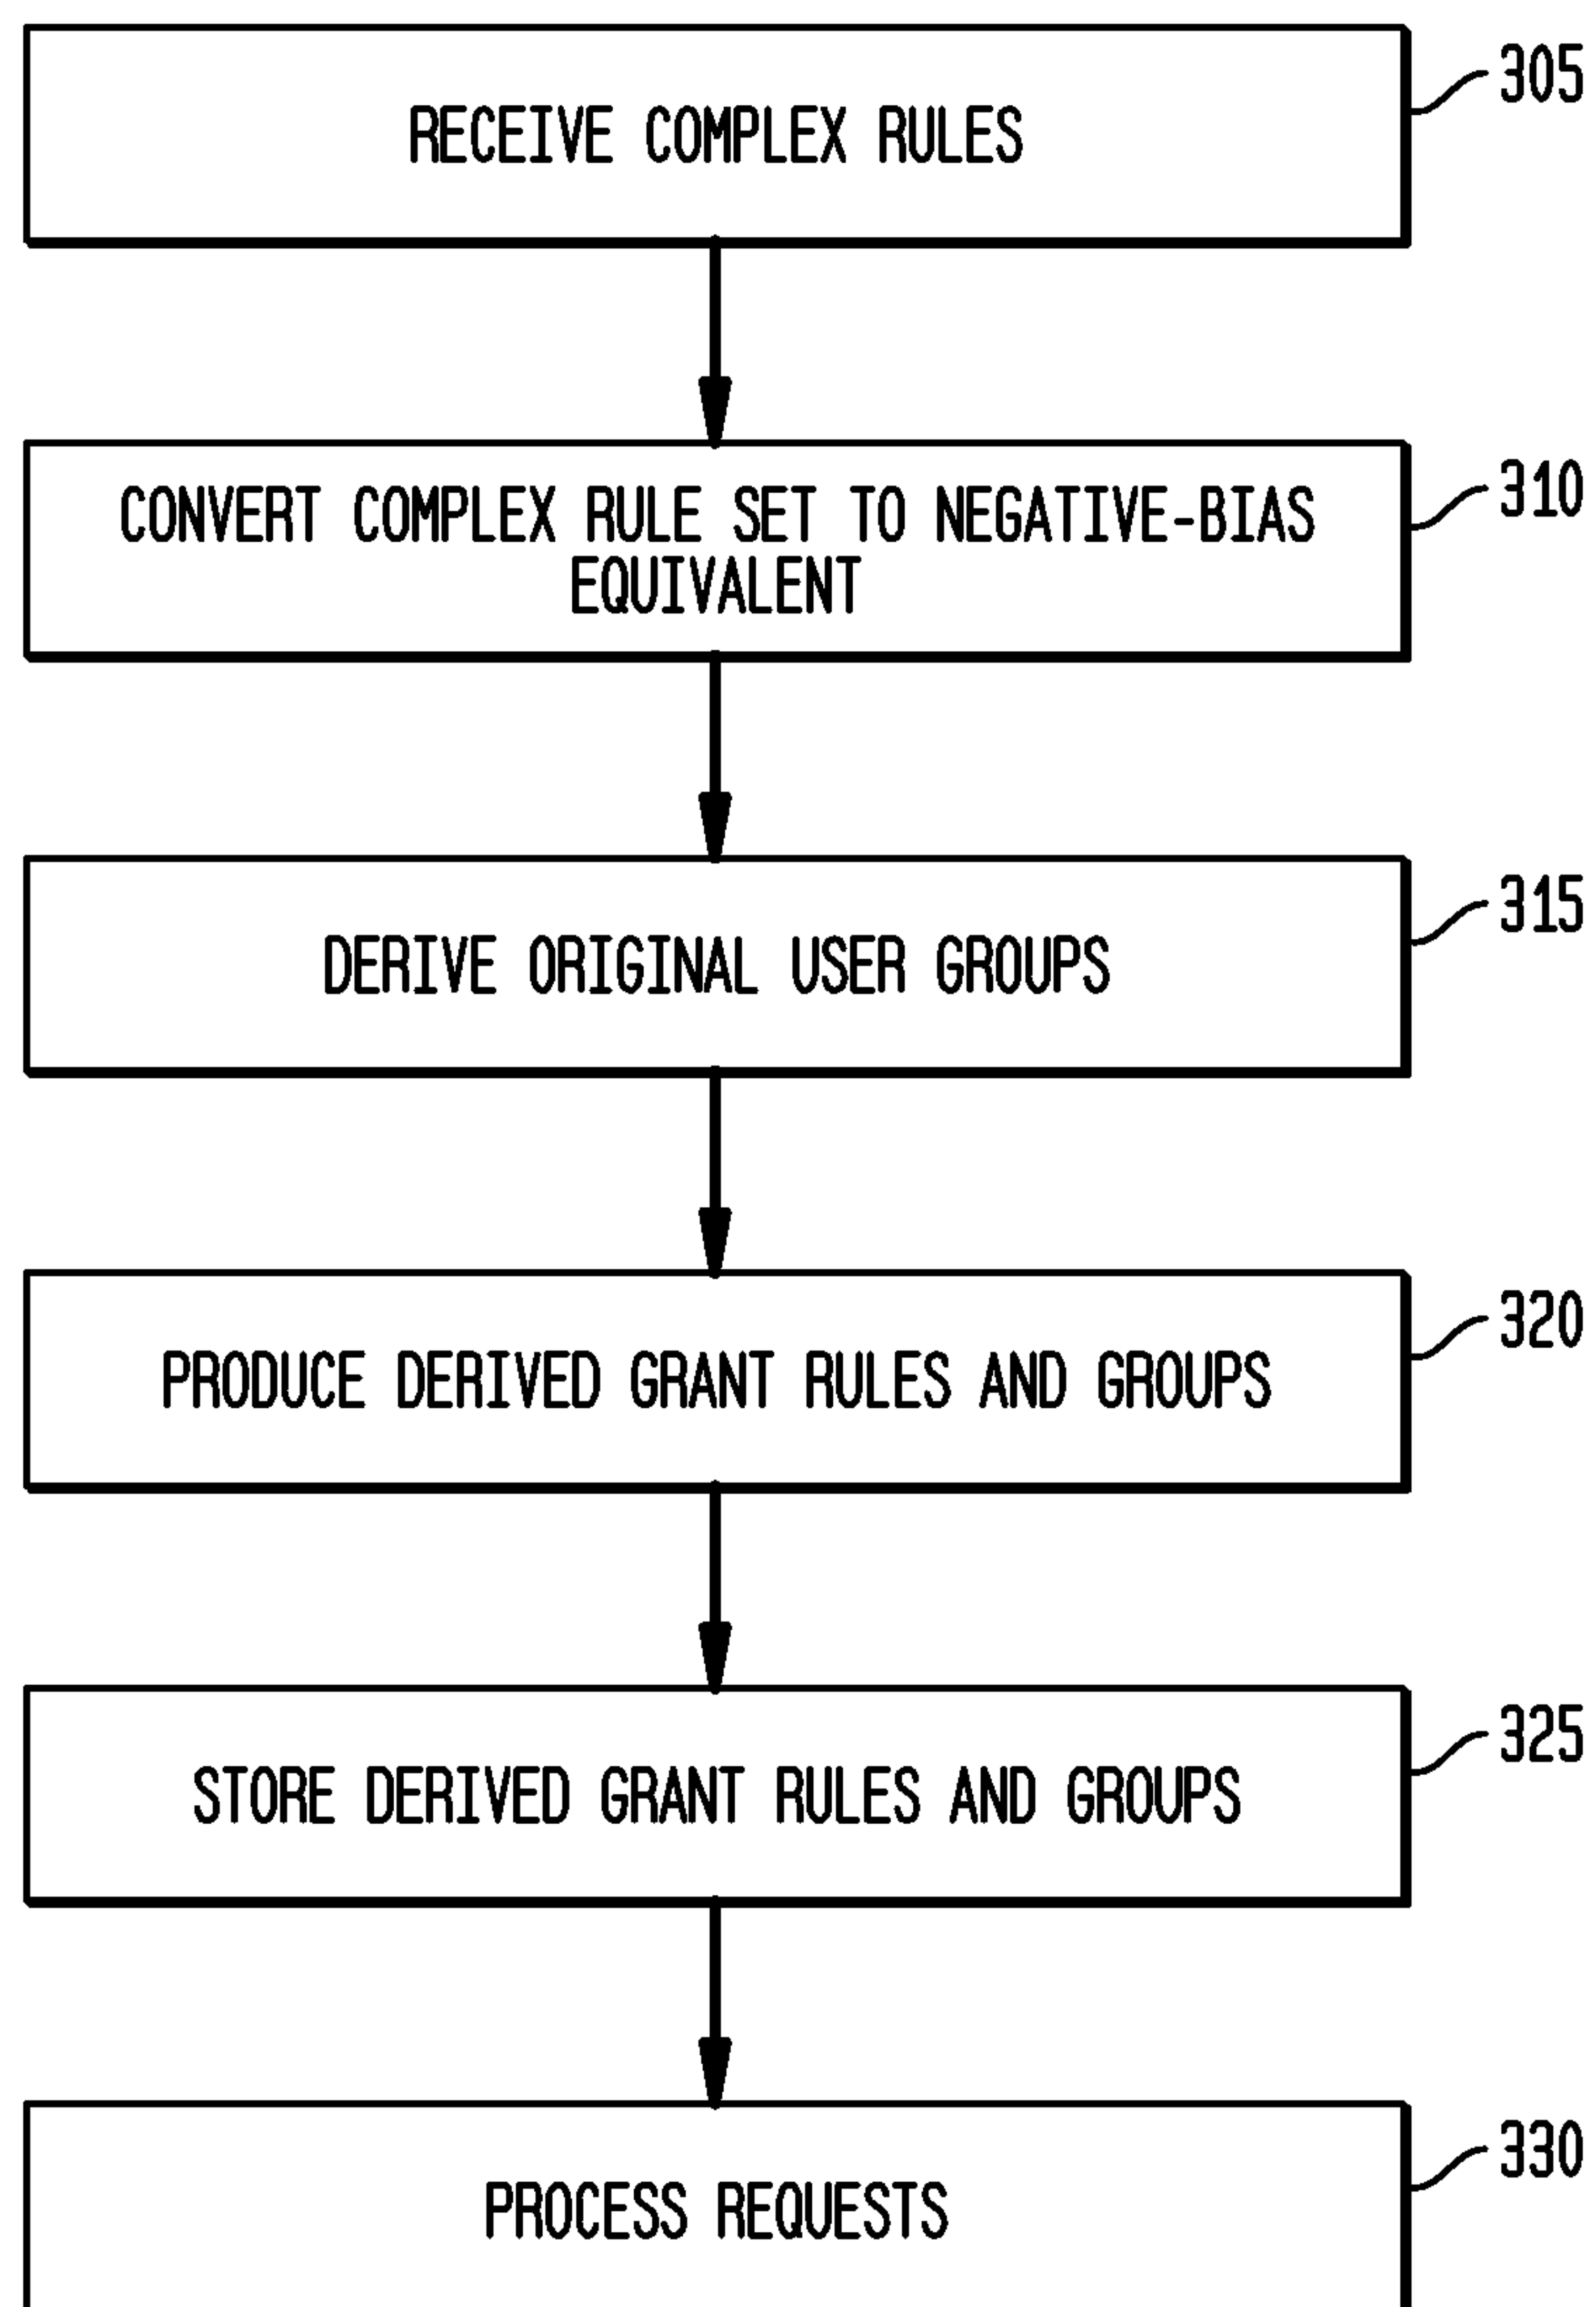 RECEIVE COMPLEX RULES
305
CONVERT COMPLEX RULE SET TO NEGATIVE-BIAS
EQUIVALENT
310
DERIVE ORIGINAL USER GROUPS
315
PRODUCE DERIVED GRANT RULES AND GROUPS
320
STORE DERIVED GRANT RULES AND GROUPS
325
PROCESS REQUESTS
330